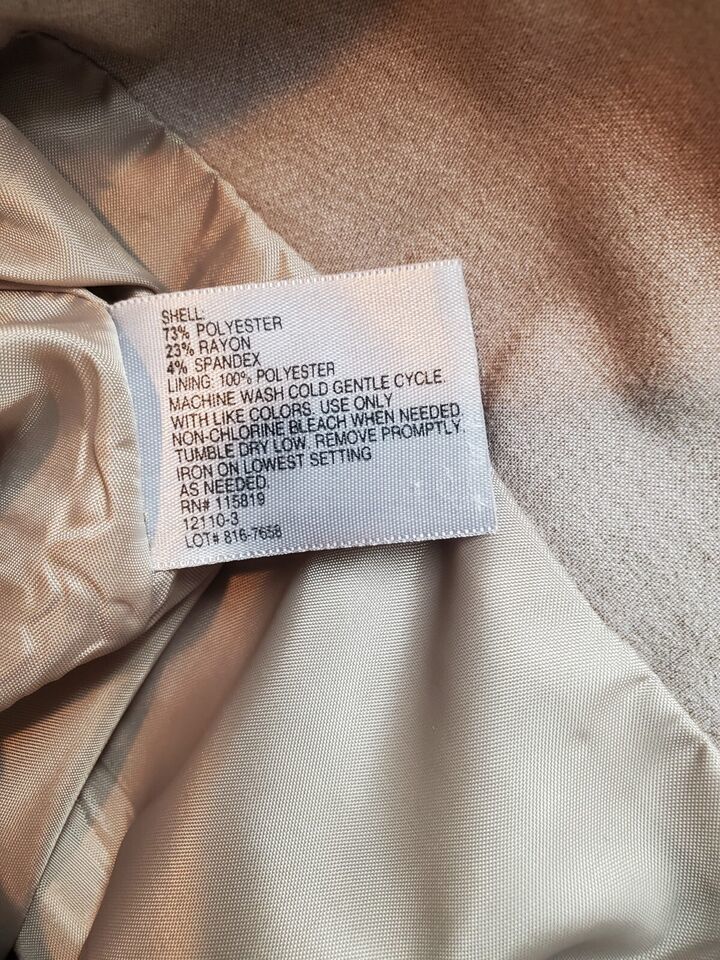 SHELL:
73% POLYESTER
23% RAYON
4% SPANDEX
LINING: 100% POLYESTER
MACHINE WASH COLD GENTLE CYCLE.
WITH LIKE COLORS. USE ONLY
NON-CHLORINE BLEACH WHEN NEEDED.
TUMBLE DRY LOW. REMOVE PROMPTLY.
IRON ON LOWEST SETTING
AS NEEDED.
RN# 115819
12110-3
LOT# 816-7658